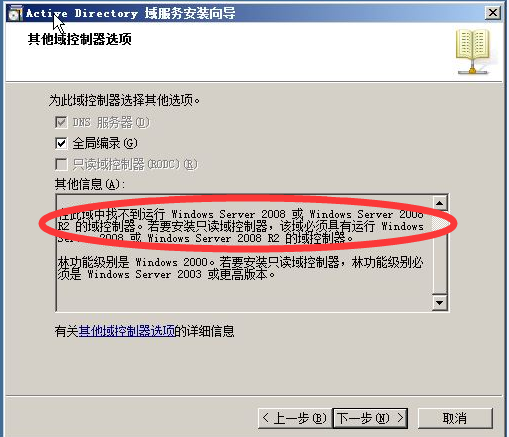 Active Directory 域服务安装向导
其他域控制器选项
为此域控制器选择其他选项。
DNS 服务器(D)
全局编录(G)
只读域控制器(RODC)(R)
其他信息(A):
在此域中找不到运行 Windows Server 2008 或 Windows Server 2008
R2 的域控制器。若要安装只读域控制器，该域必须具有运行 Windows
Server 2008 或 Windows Server 2008 R2 的域控制器。
林功能级别是 Windows 2000。若要安装只读域控制器，林功能级别必
须是 Windows Server 2003 或更高版本。
有关其他域控制器选项的详细信息
< 上一步(B)
下一步(N) >
取消